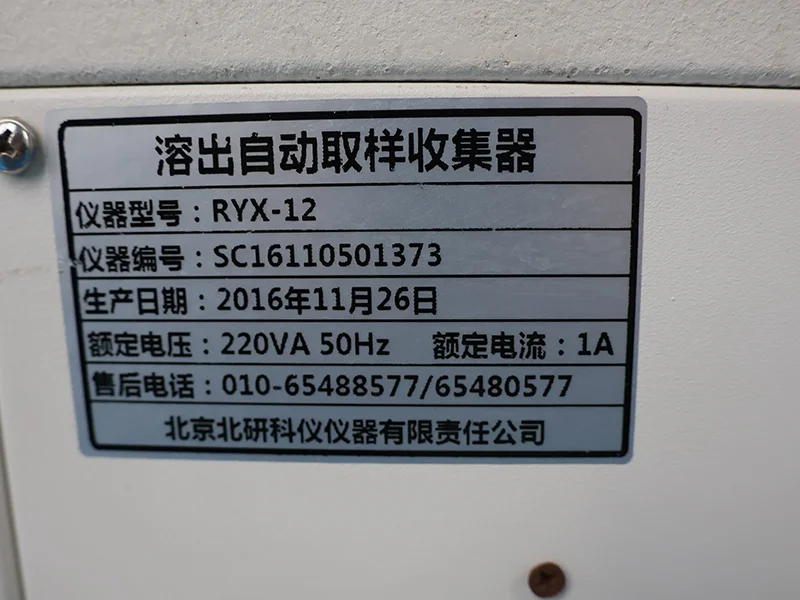 溶出自动取样收集器
仪器型号：RYX-12
仪器编号：SC16110501373
生产日期：2016年11月26日
额定电压：220VA 50Hz 额定电流：1A
售后电话：010-65488577/65480577
北京北研科仪仪器有限责任公司